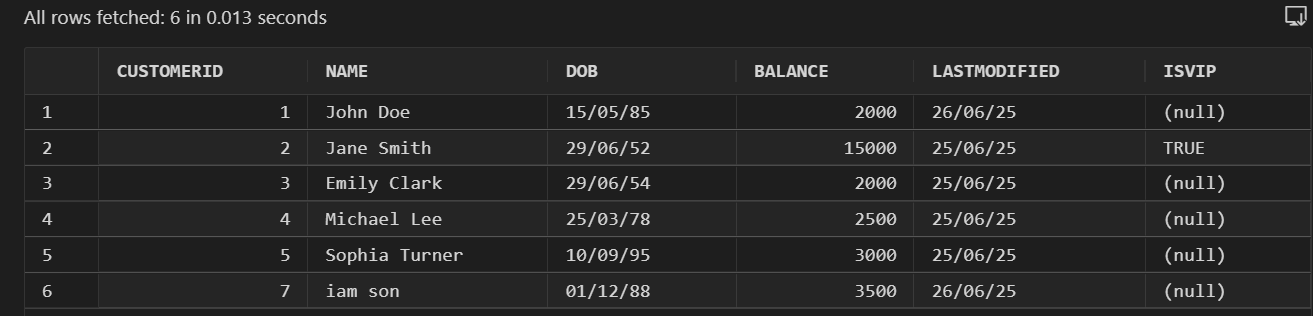 All rows fetched: 6 in 0.013 seconds
CUSTOMERID NAME DOB BALANCE LASTMODIFIED ISVIP
1 1 John Doe 15/05/85 2000 26/06/25 (null)
2 2 Jane Smith 29/06/52 15000 25/06/25 TRUE
3 3 Emily Clark 29/06/54 2000 25/06/25 (null)
4 4 Michael Lee 25/03/78 2500 25/06/25 (null)
5 5 Sophia Turner 10/09/95 3000 25/06/25 (null)
6 7 iam son 01/12/88 3500 26/06/25 (null)